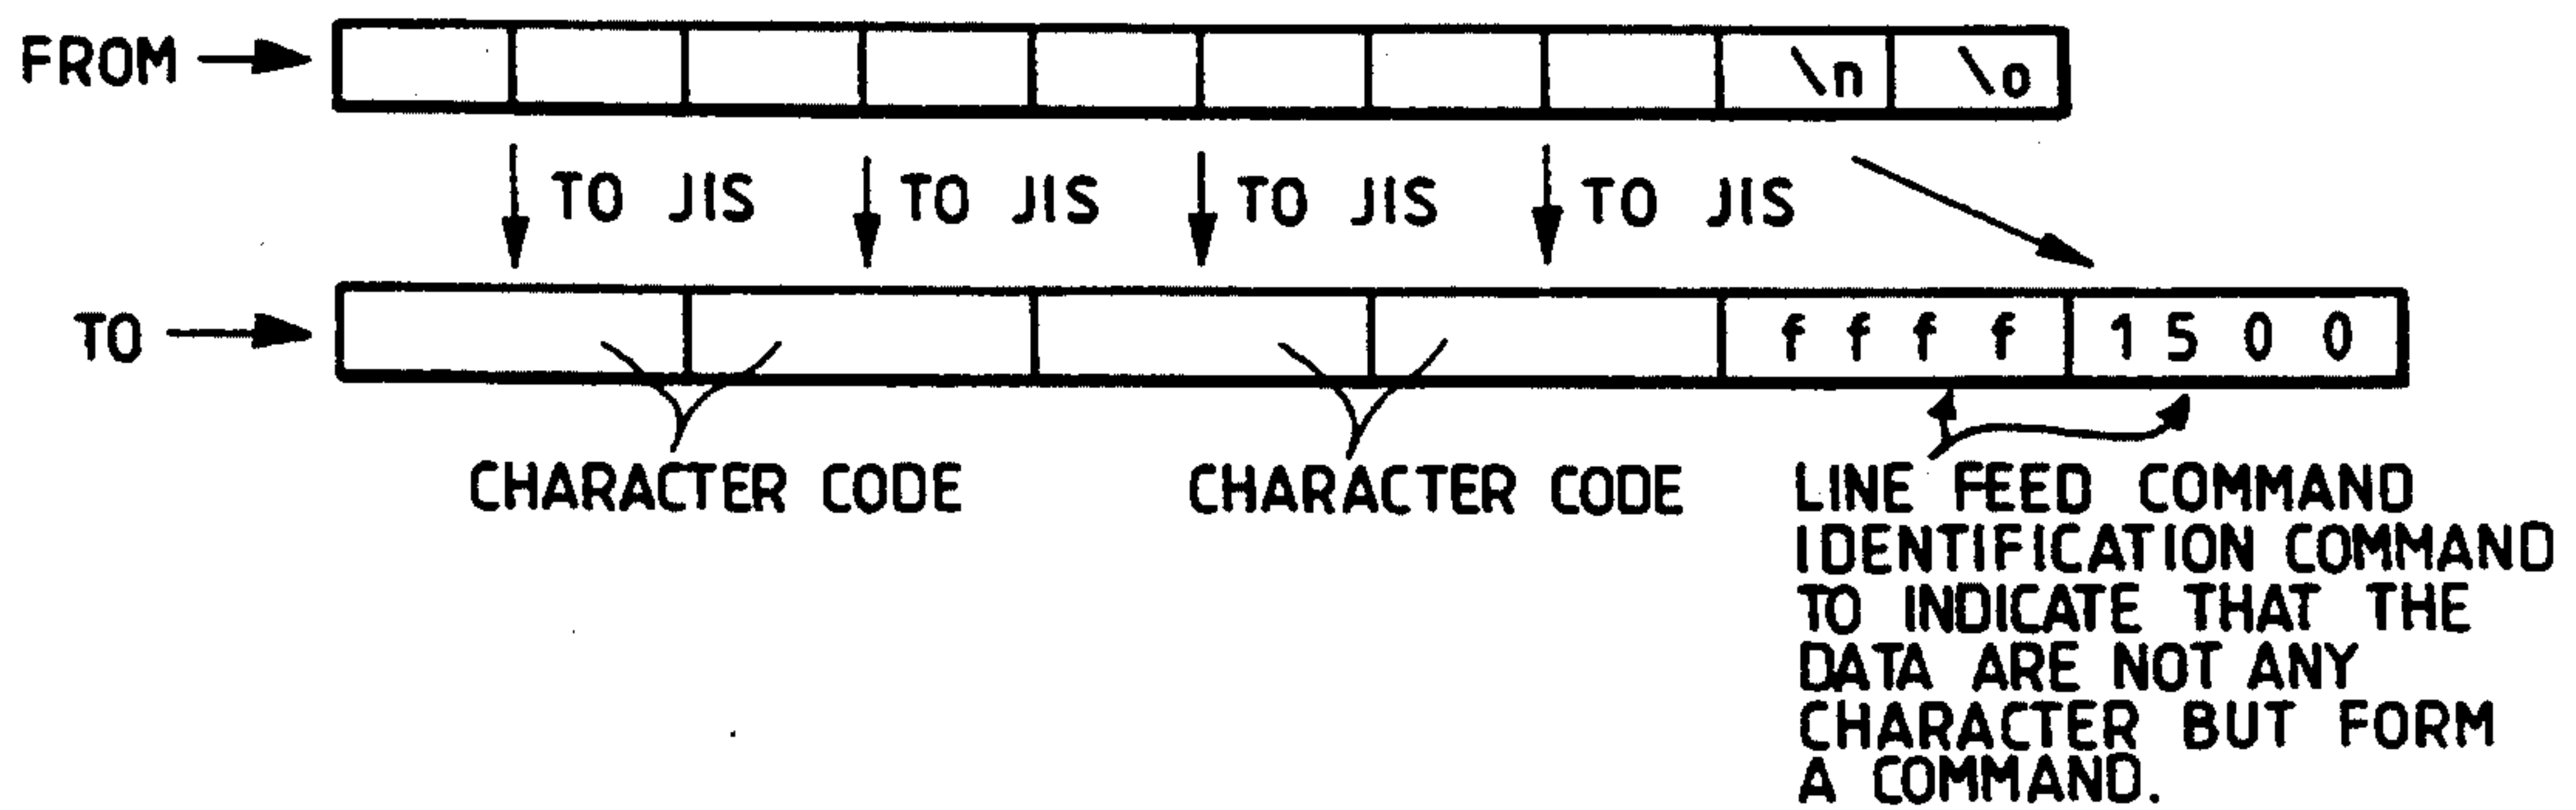 FROM
\n \o
TO JIS TO JIS TO JIS TO JIS
TO
f f f f 1 5 0 0
CHARACTER CODE
CHARACTER CODE
LINE FEED COMMAND
IDENTIFICATION COMMAND
TO INDICATE THAT THE
DATA ARE NOT ANY
CHARACTER BUT FORM
A COMMAND.